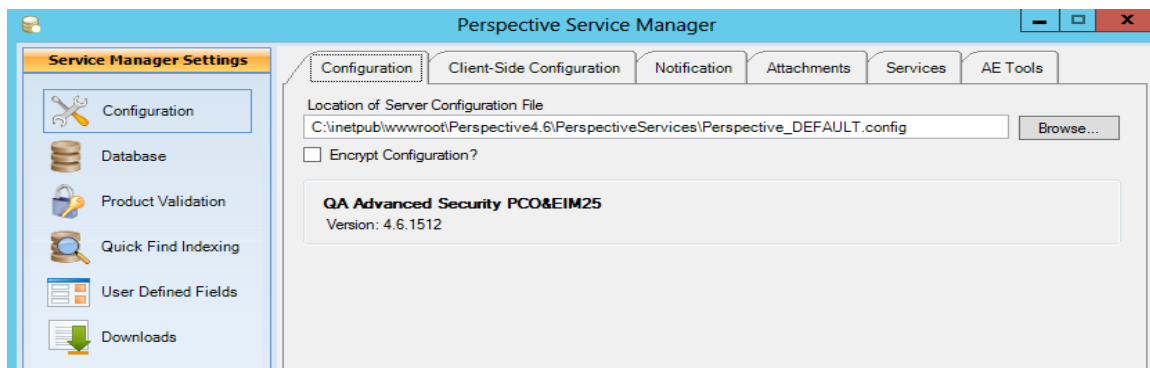 Perspective Service Manager
Service Manager Settings
Configuration
Database
Product Validation
Quick Find Indexing
User Defined Fields
Downloads
Configuration Client-Side Configuration Notification Attachments Services AE Tools
Location of Server Configuration File
C:\inetpub\wwwroot\Perspective4.6\PerspectiveServices\Perspective_DEFAULT.config Browse...
Encrypt Configuration?
QA Advanced Security PCO&EIM25
Version: 4.6.1512